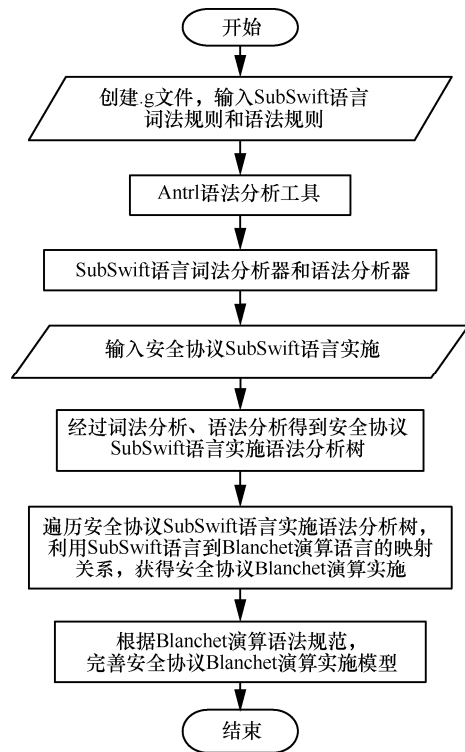 开始
创建.g文件，输入SubSwift语言
词法规则和语法规则
Antrl语法分析工具
SubSwift语言词法分析器和语法分析器
输入安全协议SubSwift语言实施
经过词法分析、语法分析得到安全协议
SubSwift语言实施语法分析树
遍历安全协议SubSwift语言实施语法分析树，
利用SubSwift语言到Blanchet演算语言的映射
关系，获得安全协议Blanchet演算实施
根据Blanchet演算语法规范，
完善安全协议Blanchet演算实施模型
结束